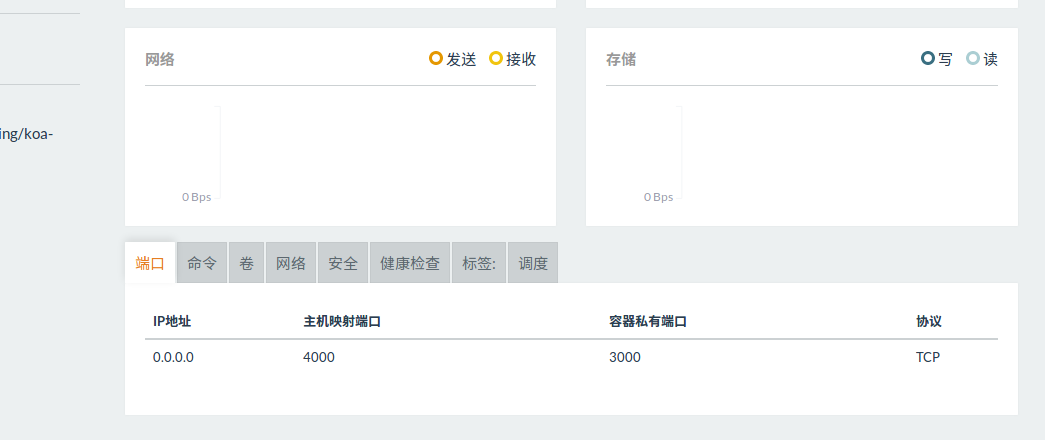 网络 发送 接收
存储 写 读
ing/koa-
0 Bps
0 Bps
端口 命令 卷 网络 安全 健康检查 标签: 调度
IP地址 主机映射端口 容器私有端口 协议
0.0.0.0 4000 3000 TCP